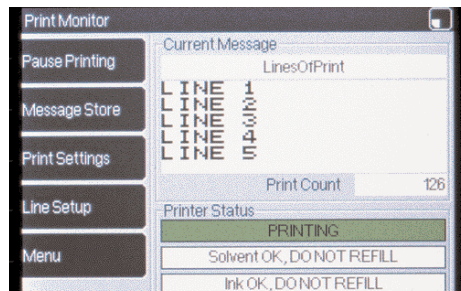 Print Monitor
Pause Printing
Message Store
Print Settings
Line Setup
Menu
Current Message
LinesOfPrint
LINE 1
LINE 2
LINE 3
LINE 4
LINE 5
Print Count 126
Printer Status
PRINTING
Solvent OK, DO NOT REFILL
Ink OK, DO NOT REFILL